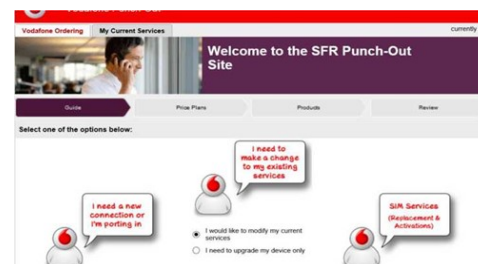 Vodafone Ordering
My Current Services
currently
Welcome to the SFR Punch-Out
Site
Guide
Price Plans
Products
Review
Select one of the options below:
I need to
make a change
to my existing
services
I need a new
connection or
I'm porting in
SIM Services
(Replacement &
Activations)
I would like to modify my current
services
I need to upgrade my device only